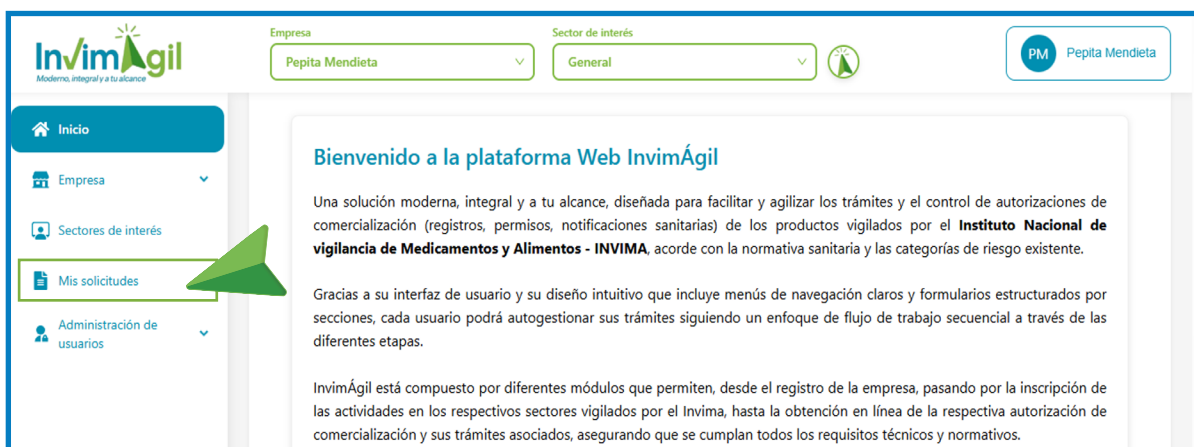 InvimÁgil
Moderno, integral y a tu alcance
Empresa
Pepita Mendieta
Sector de interés
General
PM
Pepita Mendieta
Inicio
Empresa
Sectores de interés
Mis solicitudes
Administración de
usuarios
Bienvenido a la plataforma Web InvimÁgil
Una solución moderna, integral y a tu alcance, diseñada para facilitar y agilizar los trámites y el control de autorizaciones de
comercialización (registros, permisos, notificaciones sanitarias) de los productos vigilados por el Instituto Nacional de
vigilancia de Medicamentos y Alimentos - INVIMA, acorde con la normativa sanitaria y las categorías de riesgo existente.
Gracias a su interfaz de usuario y su diseño intuitivo que incluye menús de navegación claros y formularios estructurados por
secciones, cada usuario podrá autogestionar sus trámites siguiendo un enfoque de flujo de trabajo secuencial a través de las
diferentes etapas.
InvimÁgil está compuesto por diferentes módulos que permiten, desde el registro de la empresa, pasando por la inscripción de
las actividades en los respectivos sectores vigilados por el Invima, hasta la obtención en línea de la respectiva autorización de
comercialización y sus trámites asociados, asegurando que se cumplan todos los requisitos técnicos y normativos.